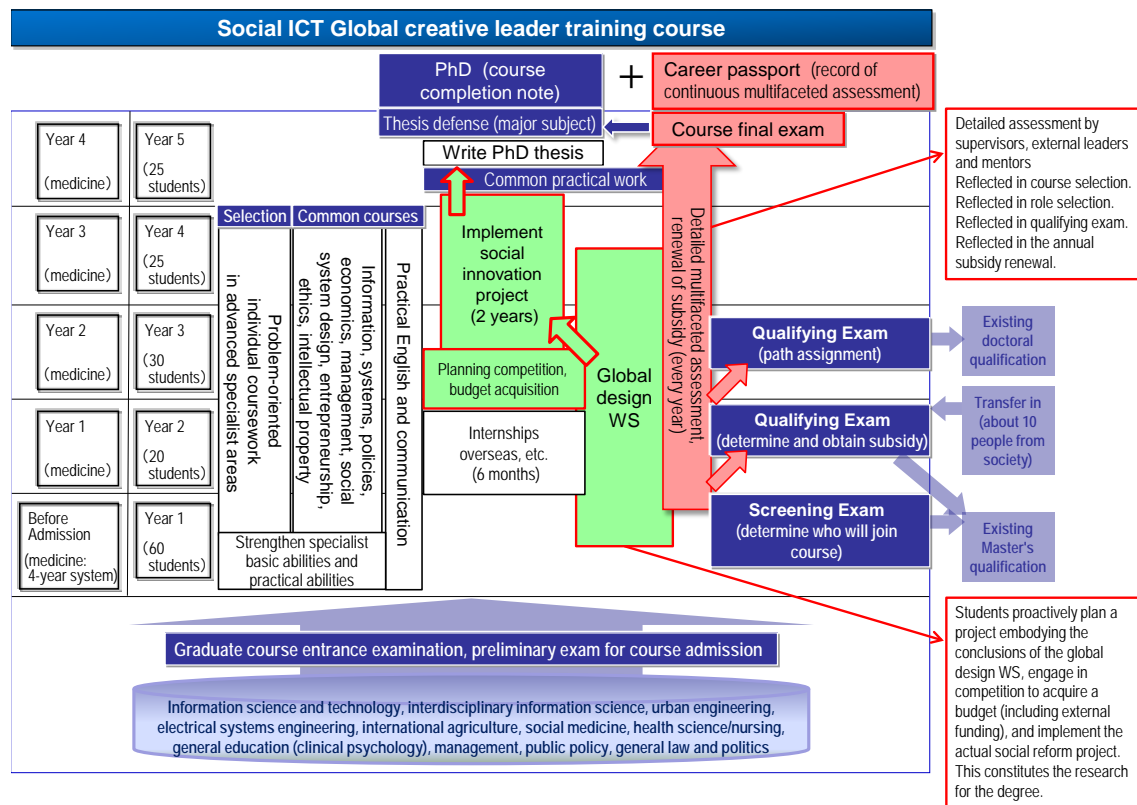 Social ICT Global creative leader training course
PhD (course
completion note)
+
Career passport (record of
continuous multifaceted assessment)
Thesis defense (major subject)
Course final exam
Write PhD thesis
Common practical work
Year 4
(medicine)
Year 5
(25
students)
Year 3
(medicine)
Year 4
(25
students)
Year 2
(medicine)
Year 3
(30
students)
Year 1
(medicine)
Year 2
(20
students)
Before
Admission
(medicine:
4-year system)
Year 1
(60
students)
Selection
Common courses
Problem-oriented
individual coursework
in advanced specialist areas
Information, systems, policies,
economics, management, social
system design, entrepreneurship,
ethics, intellectual property
Practical English and communication
Strengthen specialist
basic abilities and
practical abilities
Implement
social
innovation
project
(2 years)
Planning competition,
budget acquisition
Internships
overseas, etc.
(6 months)
Global
design
WS
Detailed multifaceted assessment,
renewal of subsidy (every year)
Qualifying Exam
(path assignment)
Qualifying Exam
(determine and obtain subsidy)
Screening Exam
(determine who will join
course)
Existing
doctoral
qualification
Transfer in
(about 10
people from
society)
Existing
Master's
qualification
Detailed assessment by
supervisors, external leaders
and mentors
Reflected in course selection.
Reflected in role selection.
Reflected in qualifying exam.
Reflected in the annual
subsidy renewal.
Students proactively plan a
project embodying the
conclusions of the global
design WS, engage in
competition to acquire a
budget (including external
funding), and implement the
actual social reform project.
This constitutes the research
for the degree.
Graduate course entrance examination, preliminary exam for course admission
Information science and technology, interdisciplinary information science, urban engineering,
electrical systems engineering, international agriculture, social medicine, health science/nursing,
general education (clinical psychology), management, public policy, general law and politics